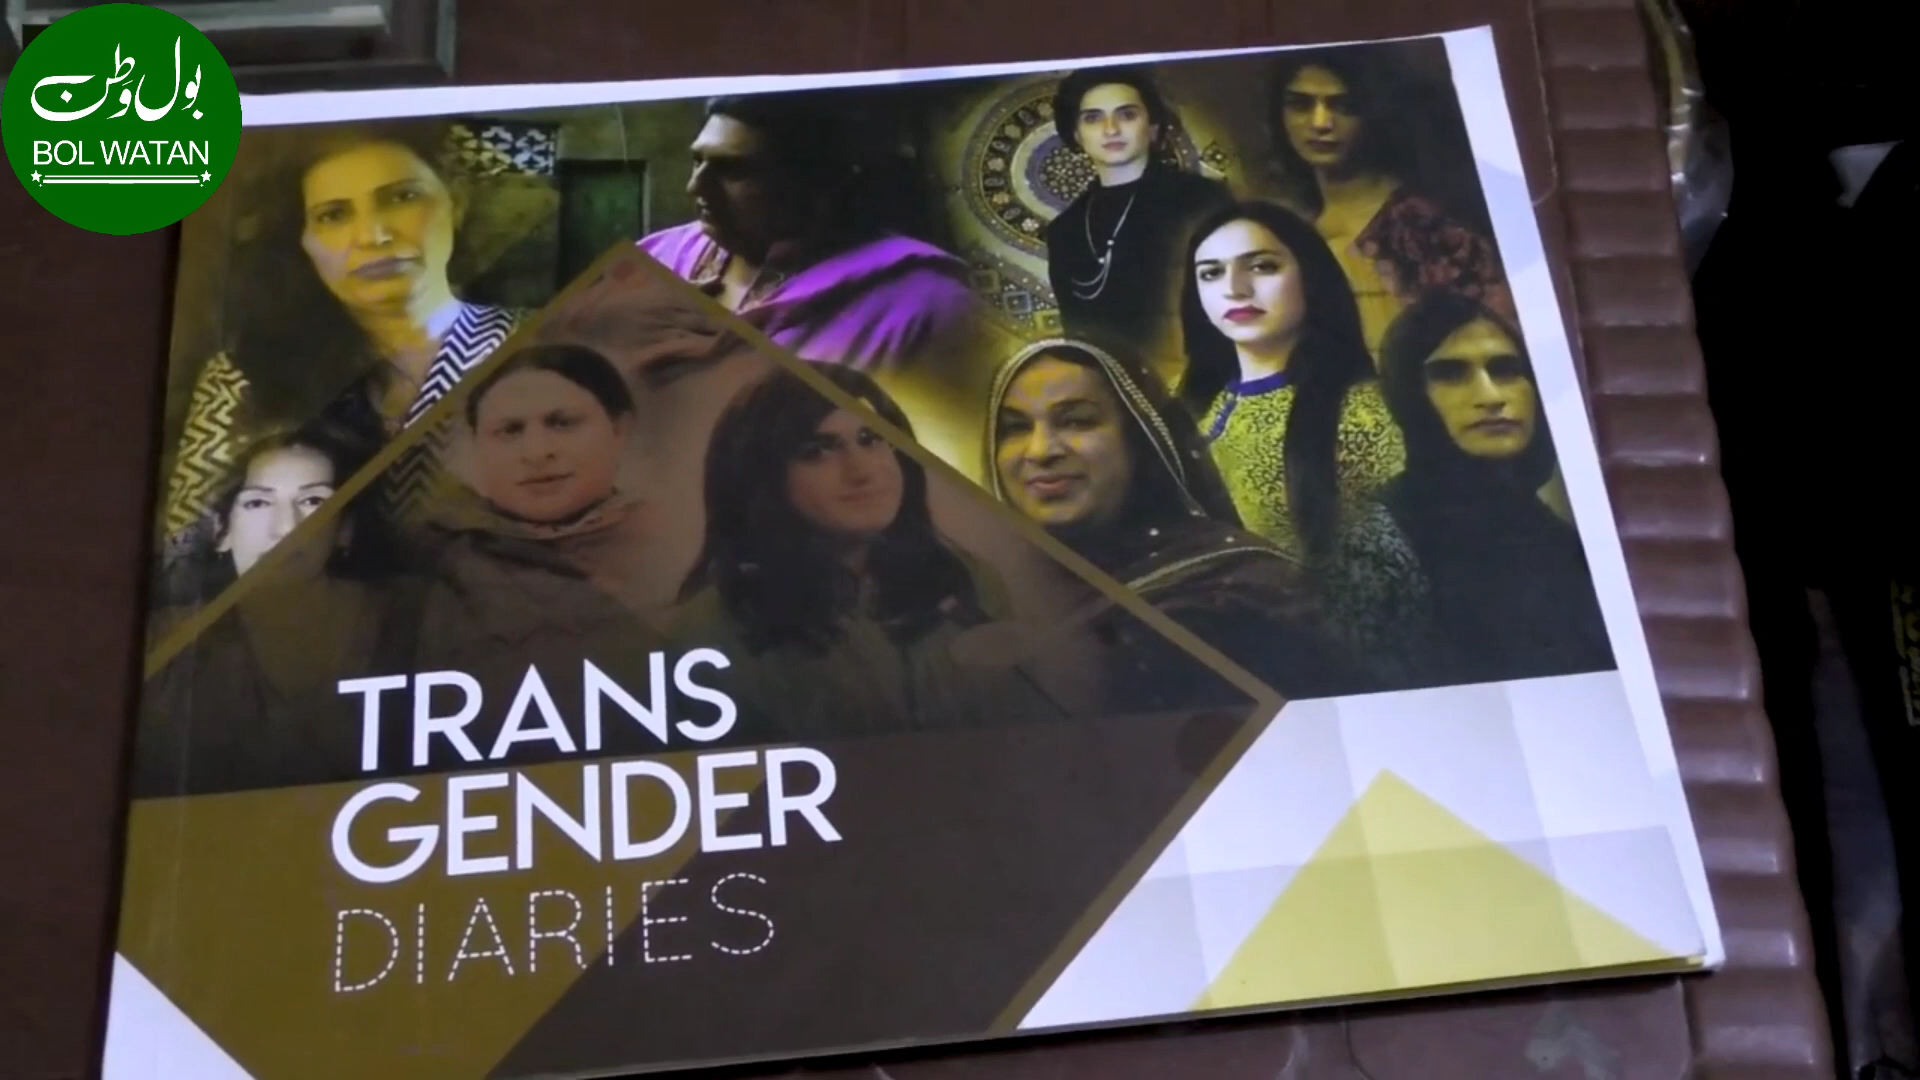 بول وطن
BOL WATAN
TRANS
GENDER
DIARIES